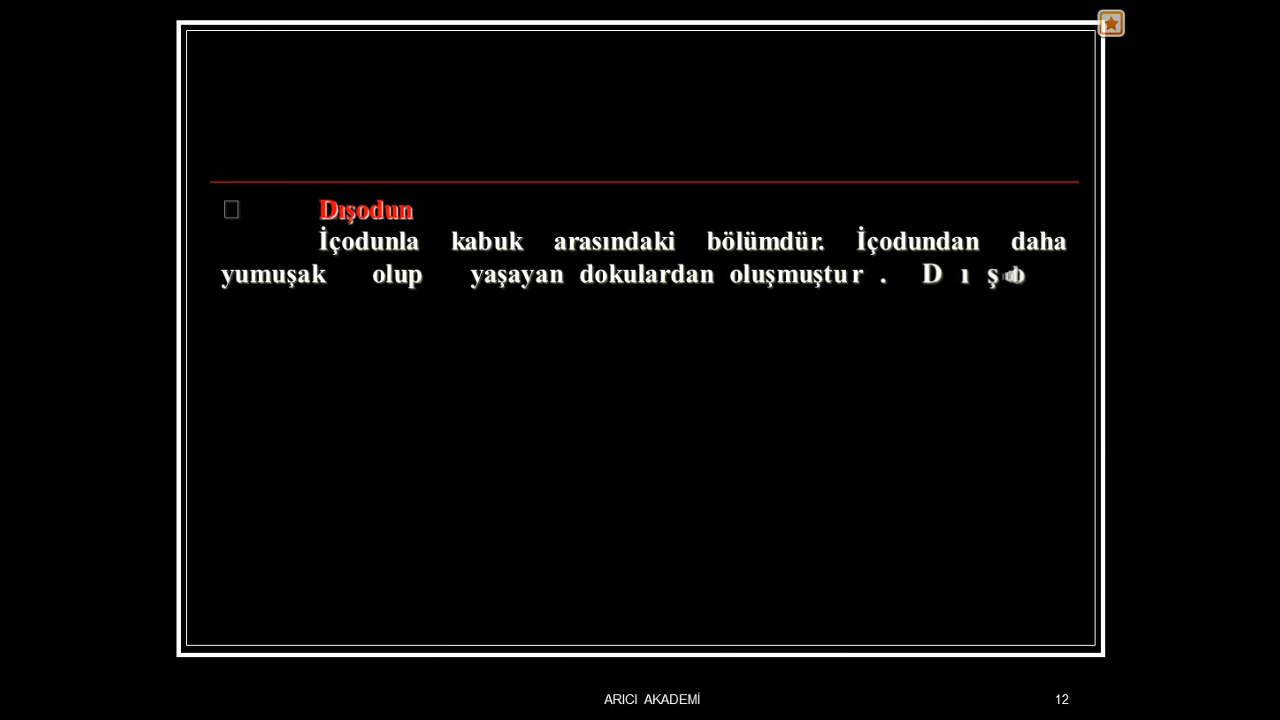 Dışodun
İçodunla kabuk arasındaki bölümdür. İçodundan daha
yumuşak olup yaşayan dokulardan oluşmuştur.
ARICI AKADEMİ
12